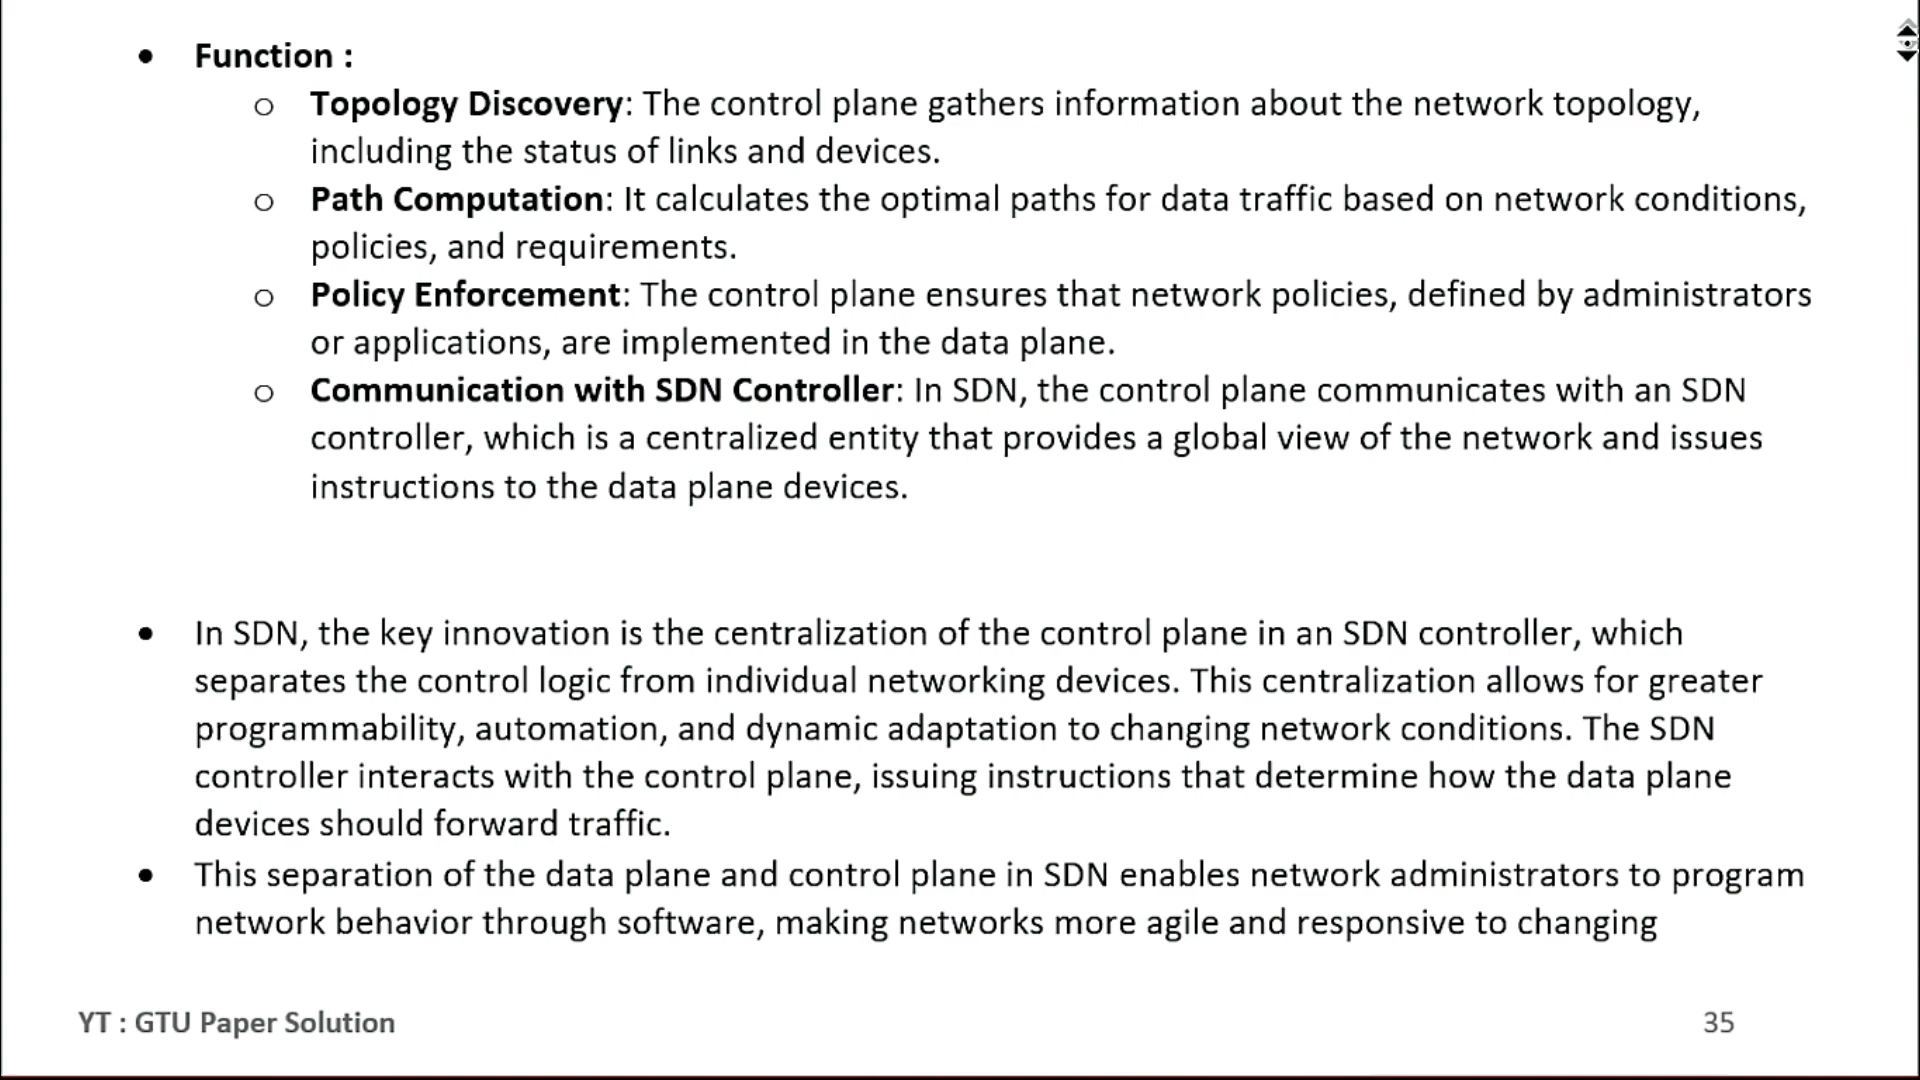 • Function :
o Topology Discovery: The control plane gathers information about the network topology,
including the status of links and devices.
o Path Computation: It calculates the optimal paths for data traffic based on network conditions,
policies, and requirements.
o Policy Enforcement: The control plane ensures that network policies, defined by administrators
or applications, are implemented in the data plane.
o Communication with SDN Controller: In SDN, the control plane communicates with an SDN
controller, which is a centralized entity that provides a global view of the network and issues
instructions to the data plane devices.
• In SDN, the key innovation is the centralization of the control plane in an SDN controller, which
separates the control logic from individual networking devices. This centralization allows for greater
programmability, automation, and dynamic adaptation to changing network conditions. The SDN
controller interacts with the control plane, issuing instructions that determine how the data plane
devices should forward traffic.
• This separation of the data plane and control plane in SDN enables network administrators to program
network behavior through software, making networks more agile and responsive to changing
YT : GTU Paper Solution 35